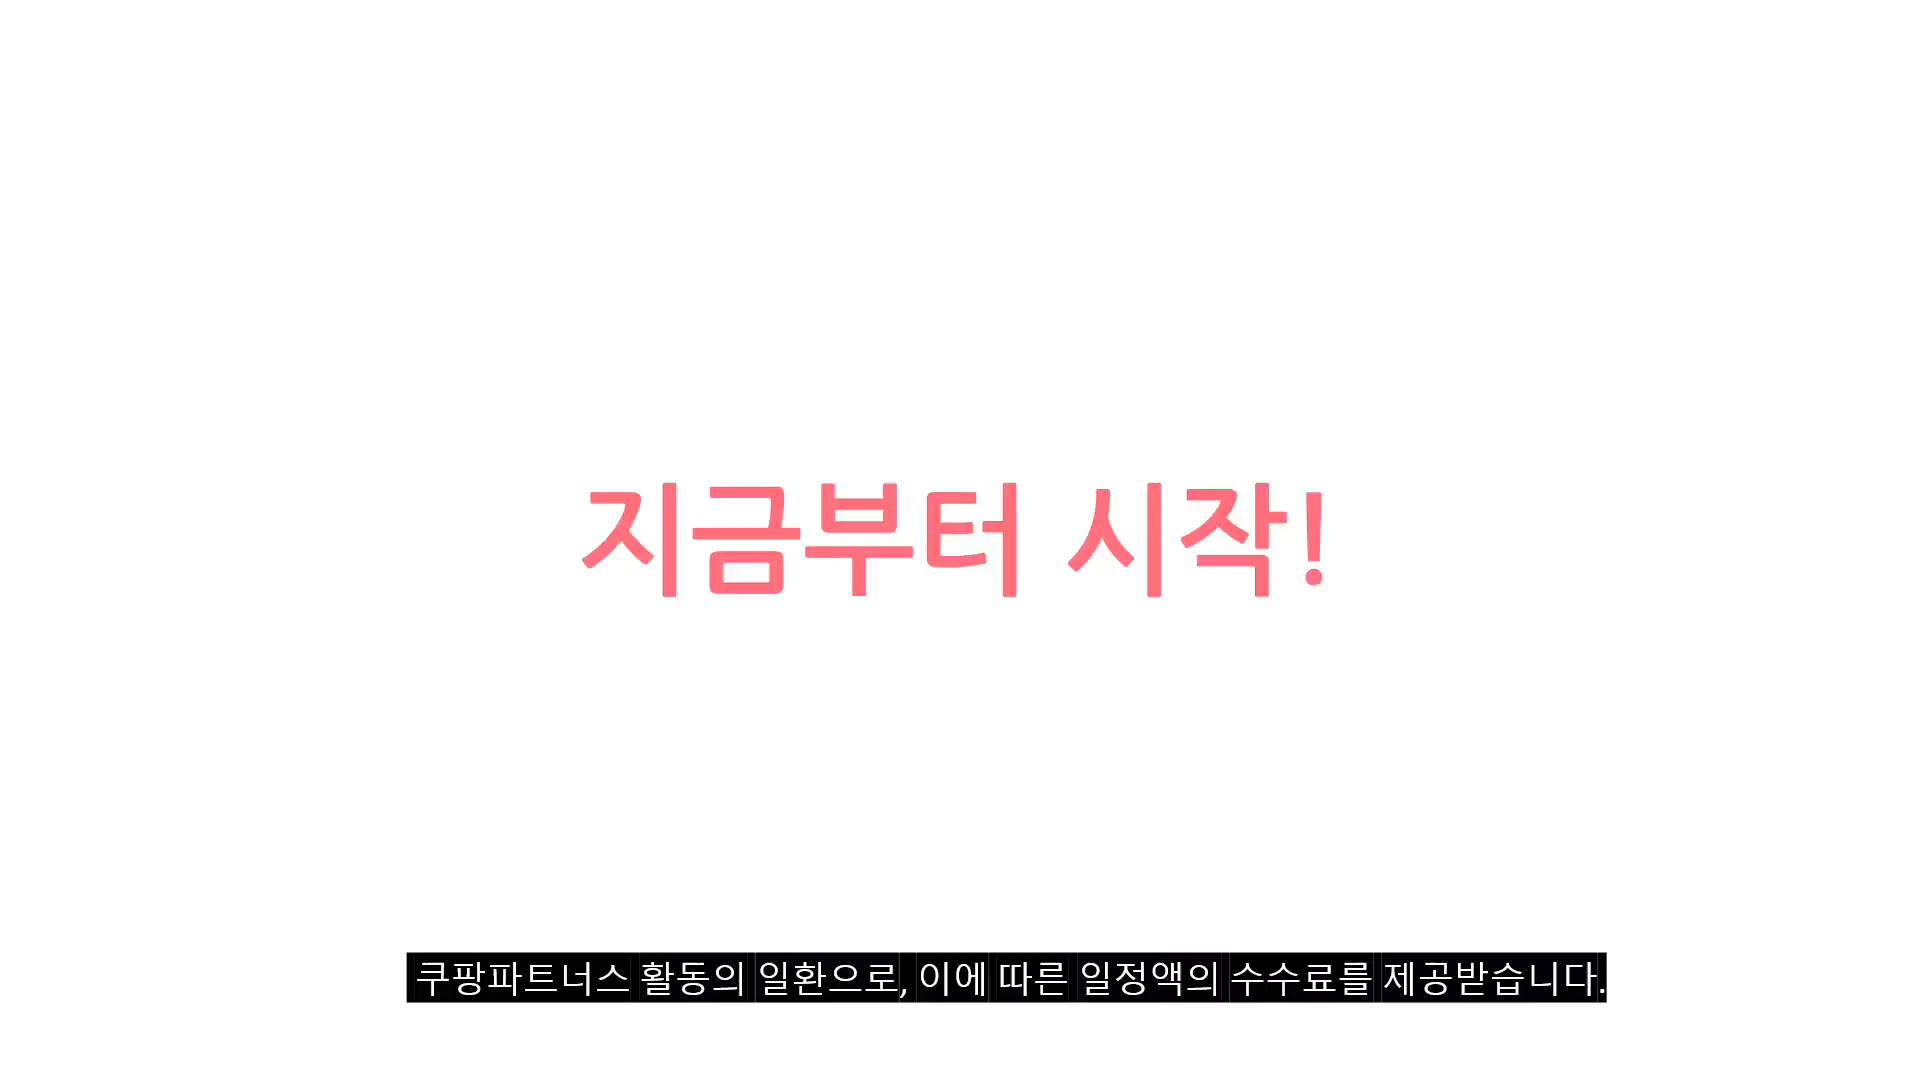 지금부터 시작!
쿠팡파트너스 활동의 일환으로, 이에 따른 일정액의 수수료를 제공받습니다.